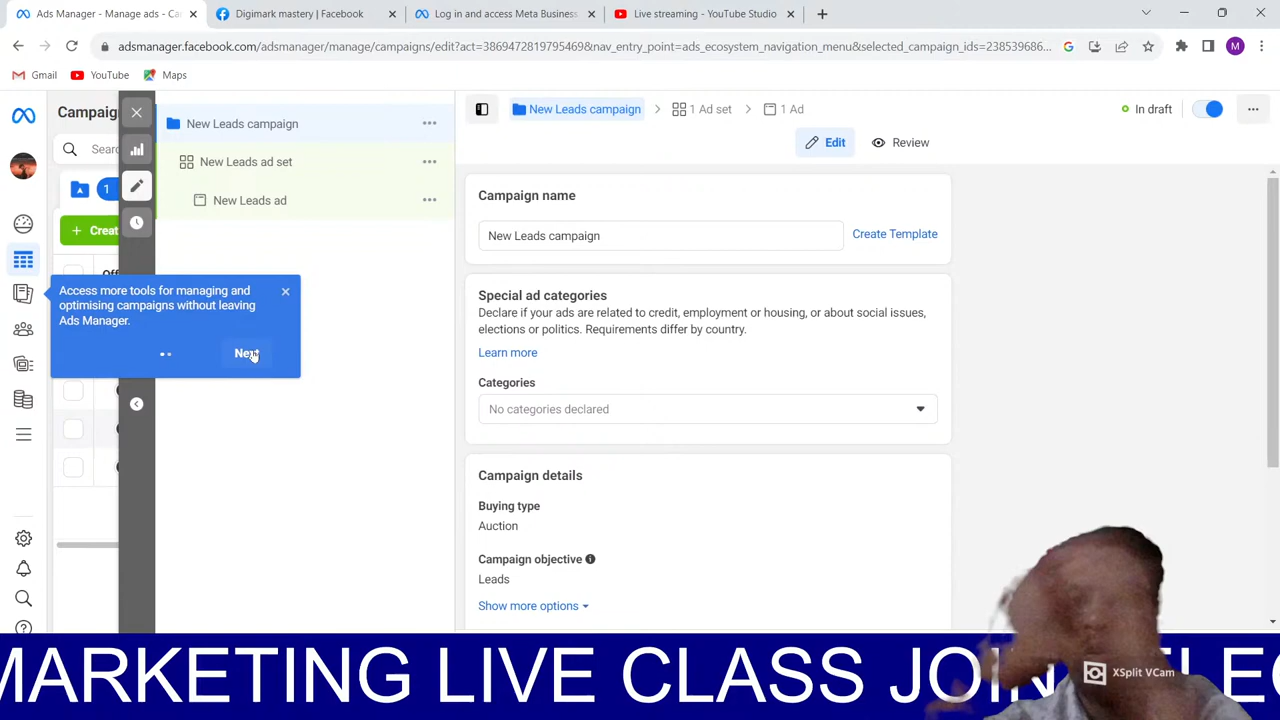 Ads Manager - Manage ads - Ca
Digimark mastery | Facebook
Log in and access Meta Business
Live streaming - YouTube Studio
adsmanager.facebook.com/adsmanager/manage/campaigns/edit?act=3869472819795469&nav_entry_point=ads_ecosystem_navigation_menu&selected_campaign_ids=238539686...
M
Gmail
YouTube
Maps
Campaig
New Leads campaign
New Leads campaign
1 Ad set
1 Ad
In draft
Sear
Edit
Review
New Leads ad set
1
New Leads ad
+ Creat
Off
Campaign name
New Leads campaign
Create Template
Access more tools for managing and
optimising campaigns without leaving
Ads Manager.
Next
Special ad categories
Declare if your ads are related to credit, employment or housing, or about social issues,
elections or politics. Requirements differ by country.
Learn more
Categories
No categories declared
Campaign details
Buying type
Auction
Campaign objective
Leads
Show more options
MARKETING LIVE CLASS JOIN
XSplit VCam